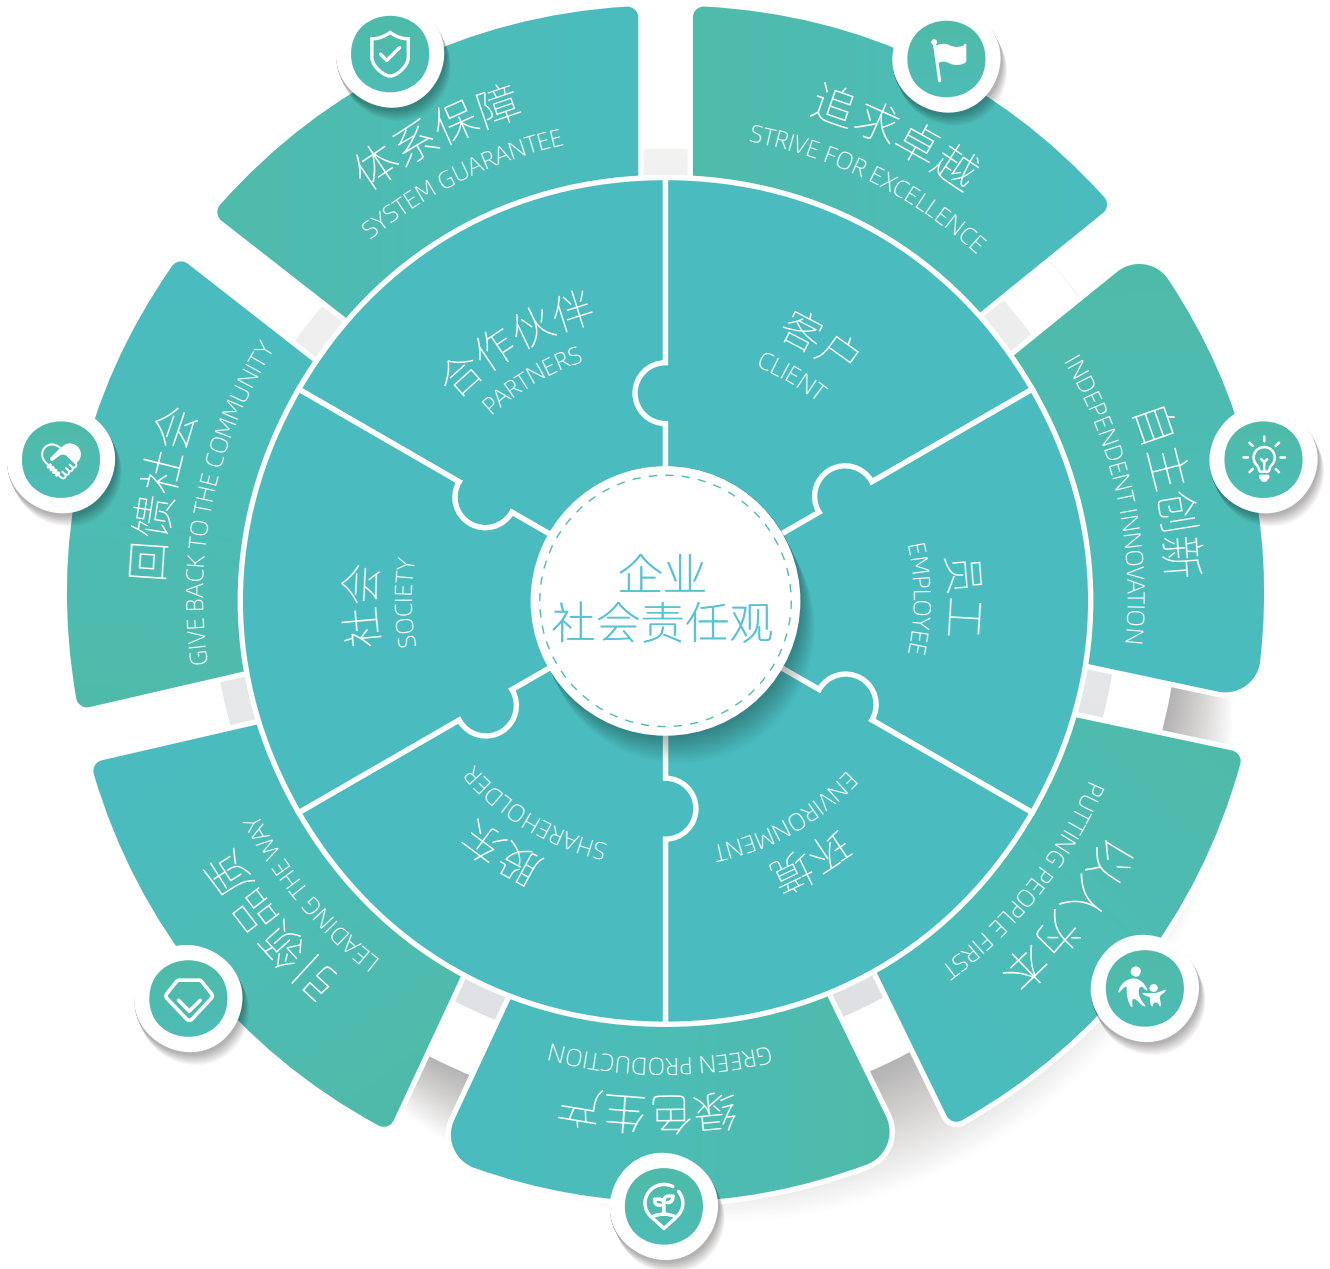 企业
社会责任观
客户
CLIENT
员工
EMPLOYEE
环境
ENVIRONMENT
股东
SHAREHOLDER
社会
SOCIETY
合作伙伴
PARTNERS
追求卓越
STRIVE FOR EXCELLENCE
自主创新
INDEPENDENT INNOVATION
以人为本
PUTTING PEOPLE FIRST
绿色生产
GREEN PRODUCTION
引领品质
LEADING THE WAY
回馈社会
GIVE BACK TO THE COMMUNITY
体系保障
SYSTEM GUARANTEE